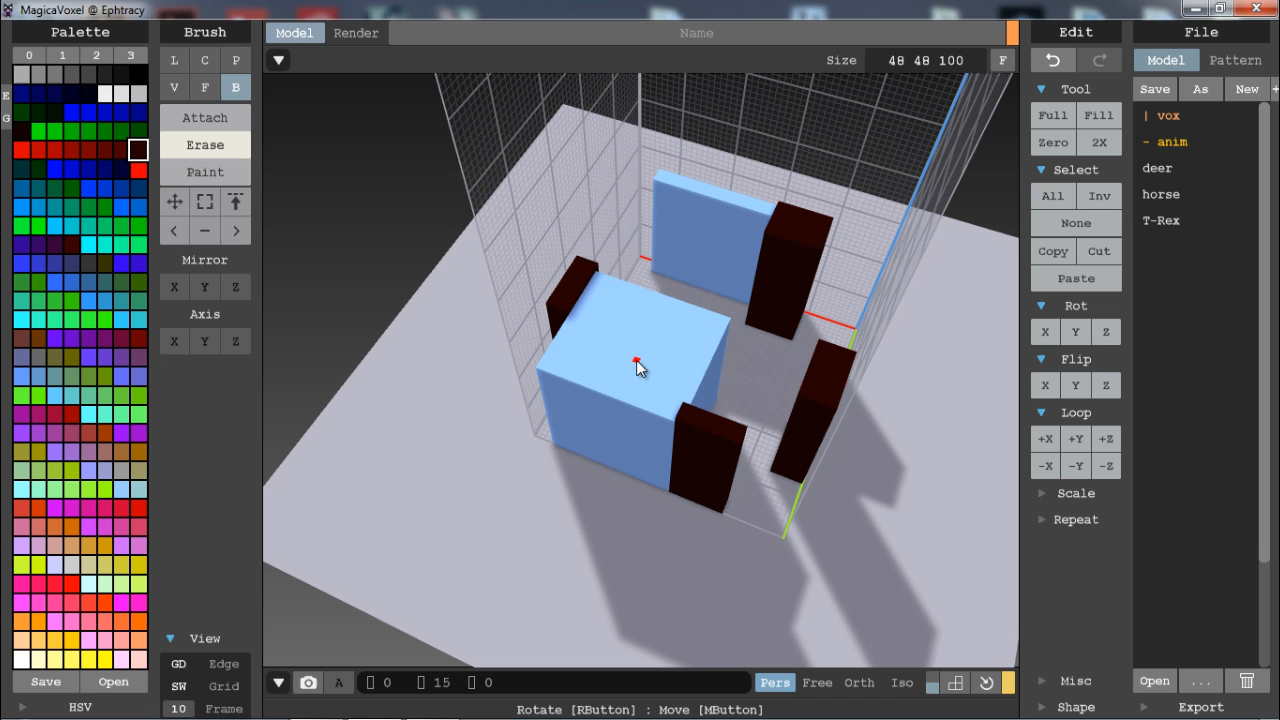 MagicaVoxel @ Ephtracy
Palette
0 1 2 3
E
G
Save Open
HSV
Brush
L C P
V F B
Attach
Erase
Paint
< − >
Mirror
X Y Z
Axis
X Y Z
View
GD Edge
SW Grid
10 Frame
Model Render Name
Size 48 48 100 F
A 0 15 0 Pers Free Orth Iso
Rotate [RButton] : Move [MButton]
Edit
Tool
Full Fill
Zero 2X
Select
All Inv
None
Copy Cut
Paste
Rot
X Y Z
Flip
X Y Z
Loop
+X +Y +Z
-X -Y -Z
Scale
Repeat
Misc
Shape
File
Model Pattern
Save As New +
| vox
- anim
deer
horse
T-Rex
Open ...
Export